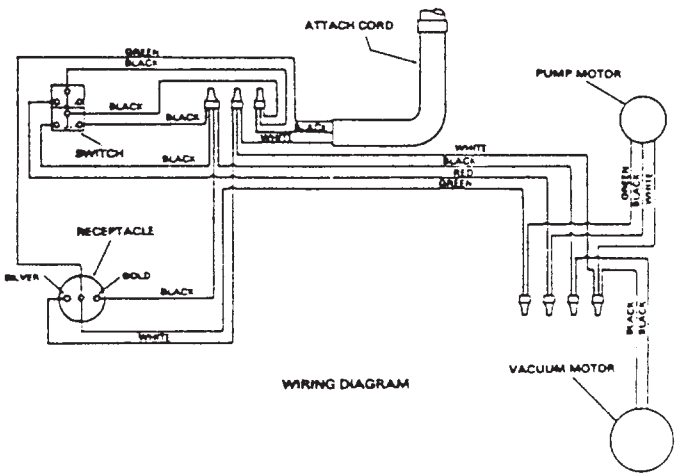 ATTACH CORD
GREEN
BLACK
PUMP MOTOR
BLACK
BLACK
BLACK
WHITE
SWITCH
BLACK
WHITE
BLACK
RED
GREEN
GREEN
BLACK
WHITE
RECEPTACLE
SILVER
GOLD
BLACK
WHITE
BLACK
BLACK
WIRING DIAGRAM
VACUUM MOTOR